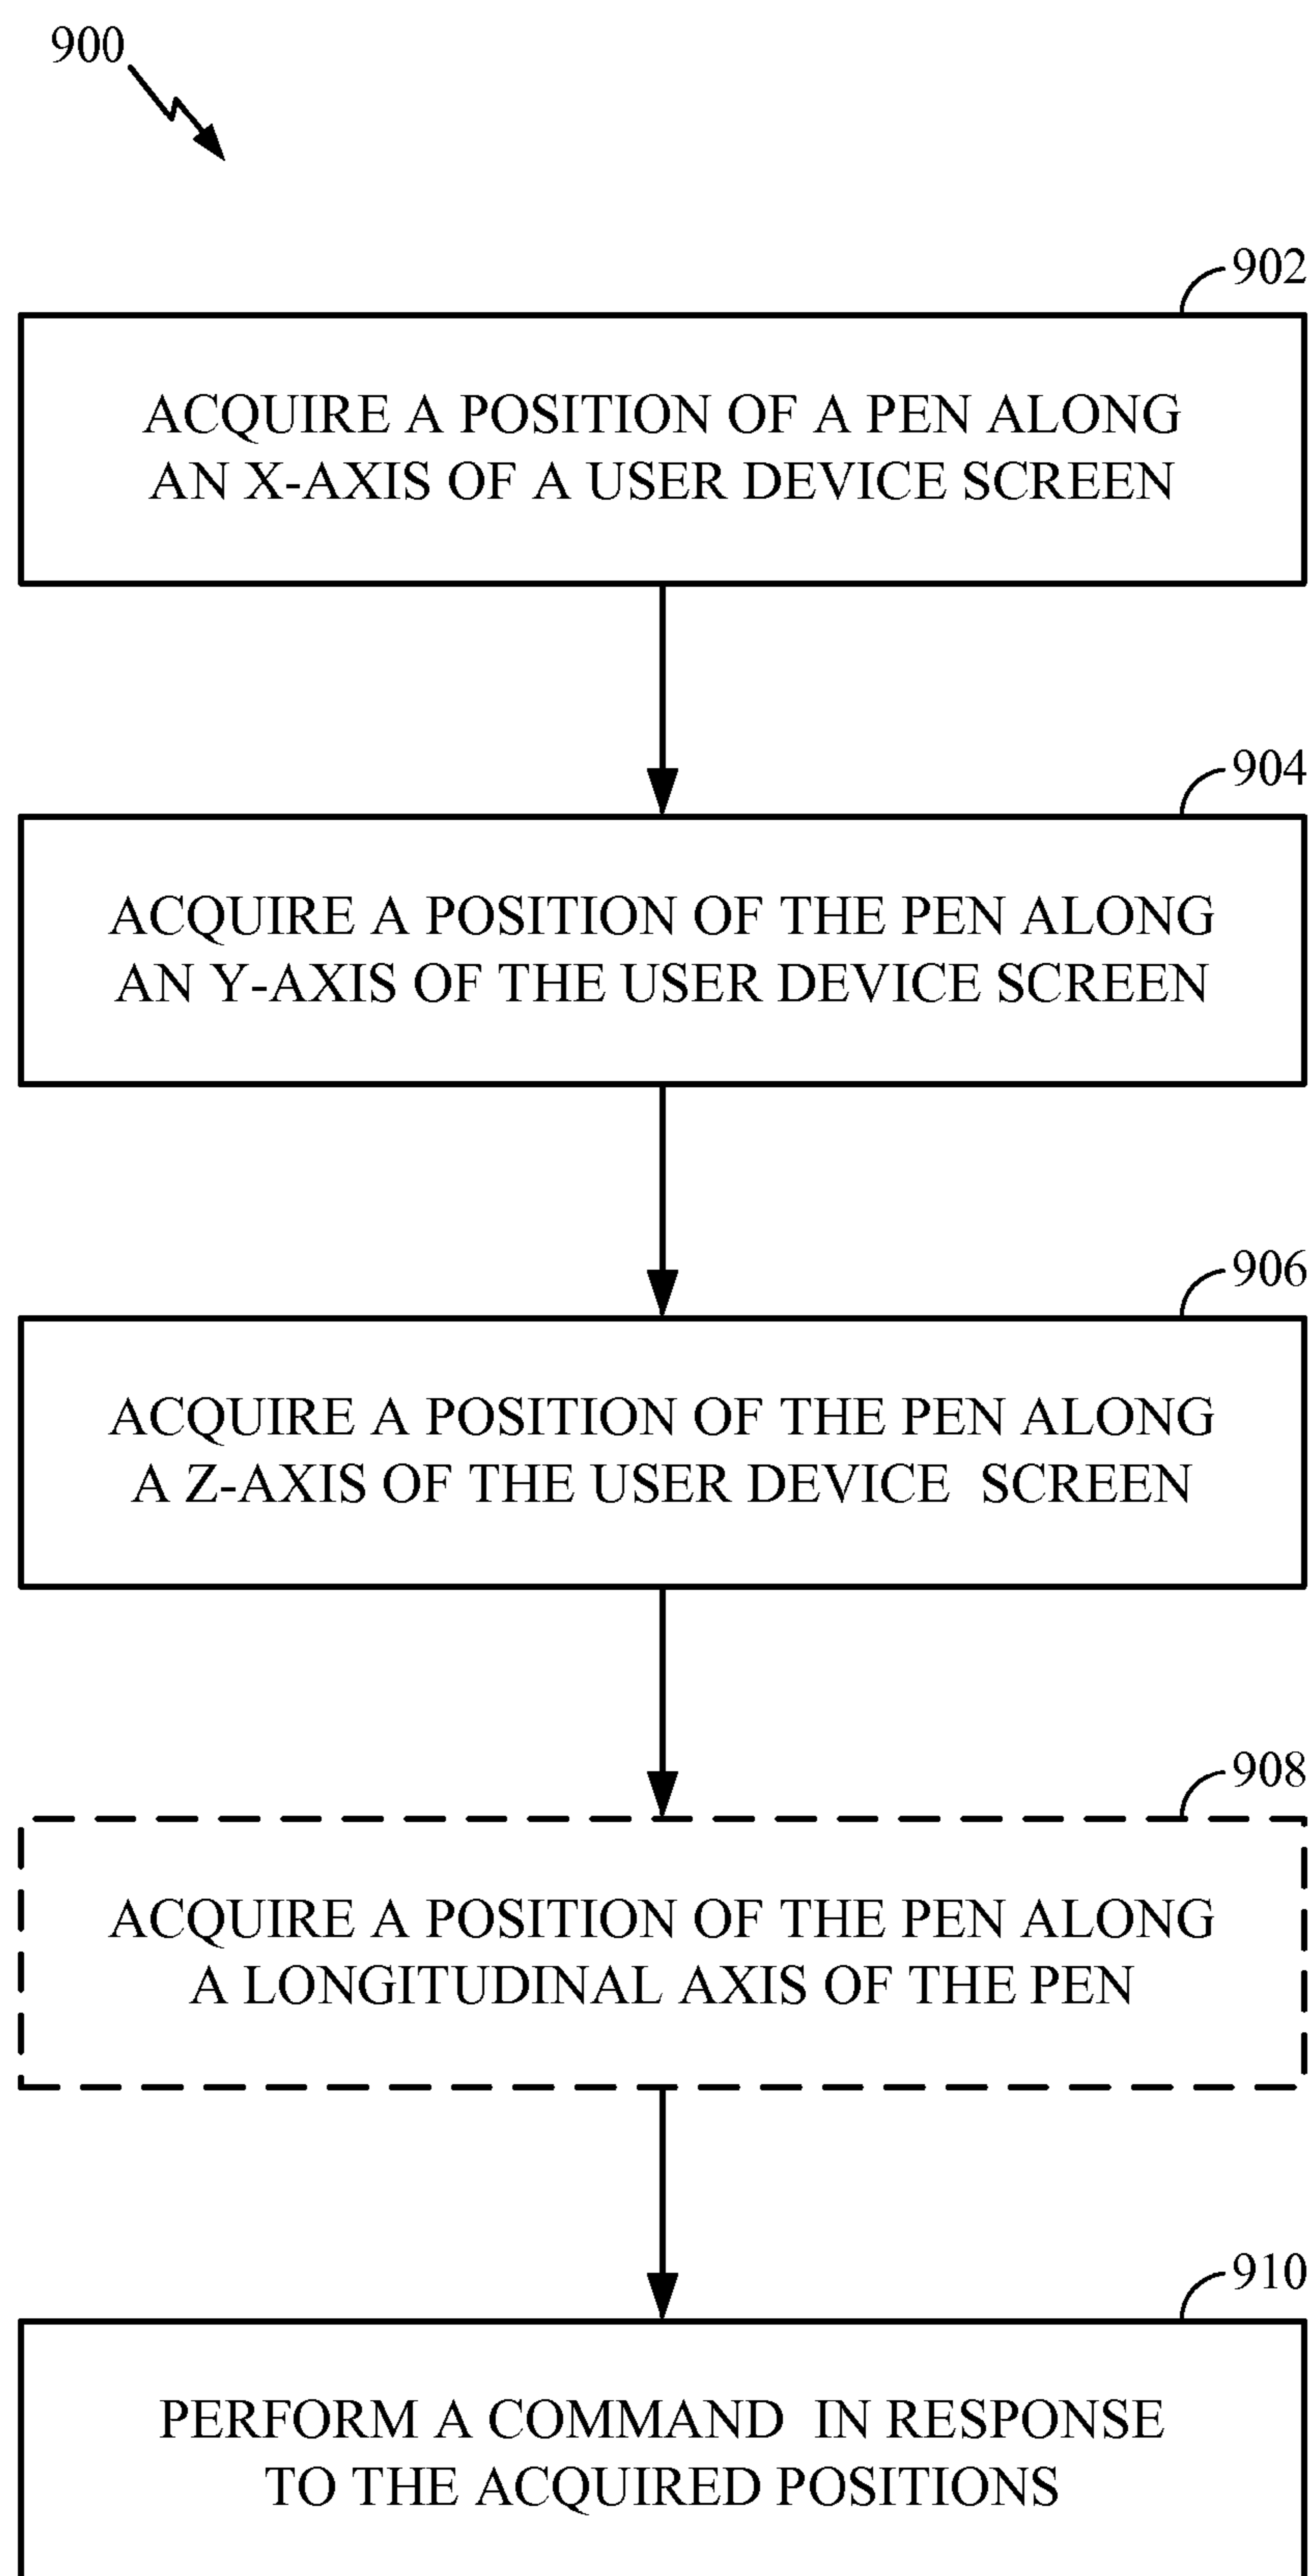 900
902
ACQUIRE A POSITION OF A PEN ALONG
AN X-AXIS OF A USER DEVICE SCREEN
904
ACQUIRE A POSITION OF THE PEN ALONG
AN Y-AXIS OF THE USER DEVICE SCREEN
906
ACQUIRE A POSITION OF THE PEN ALONG
A Z-AXIS OF THE USER DEVICE SCREEN
908
ACQUIRE A POSITION OF THE PEN ALONG
A LONGITUDINAL AXIS OF THE PEN
910
PERFORM A COMMAND IN RESPONSE
TO THE ACQUIRED POSITIONS